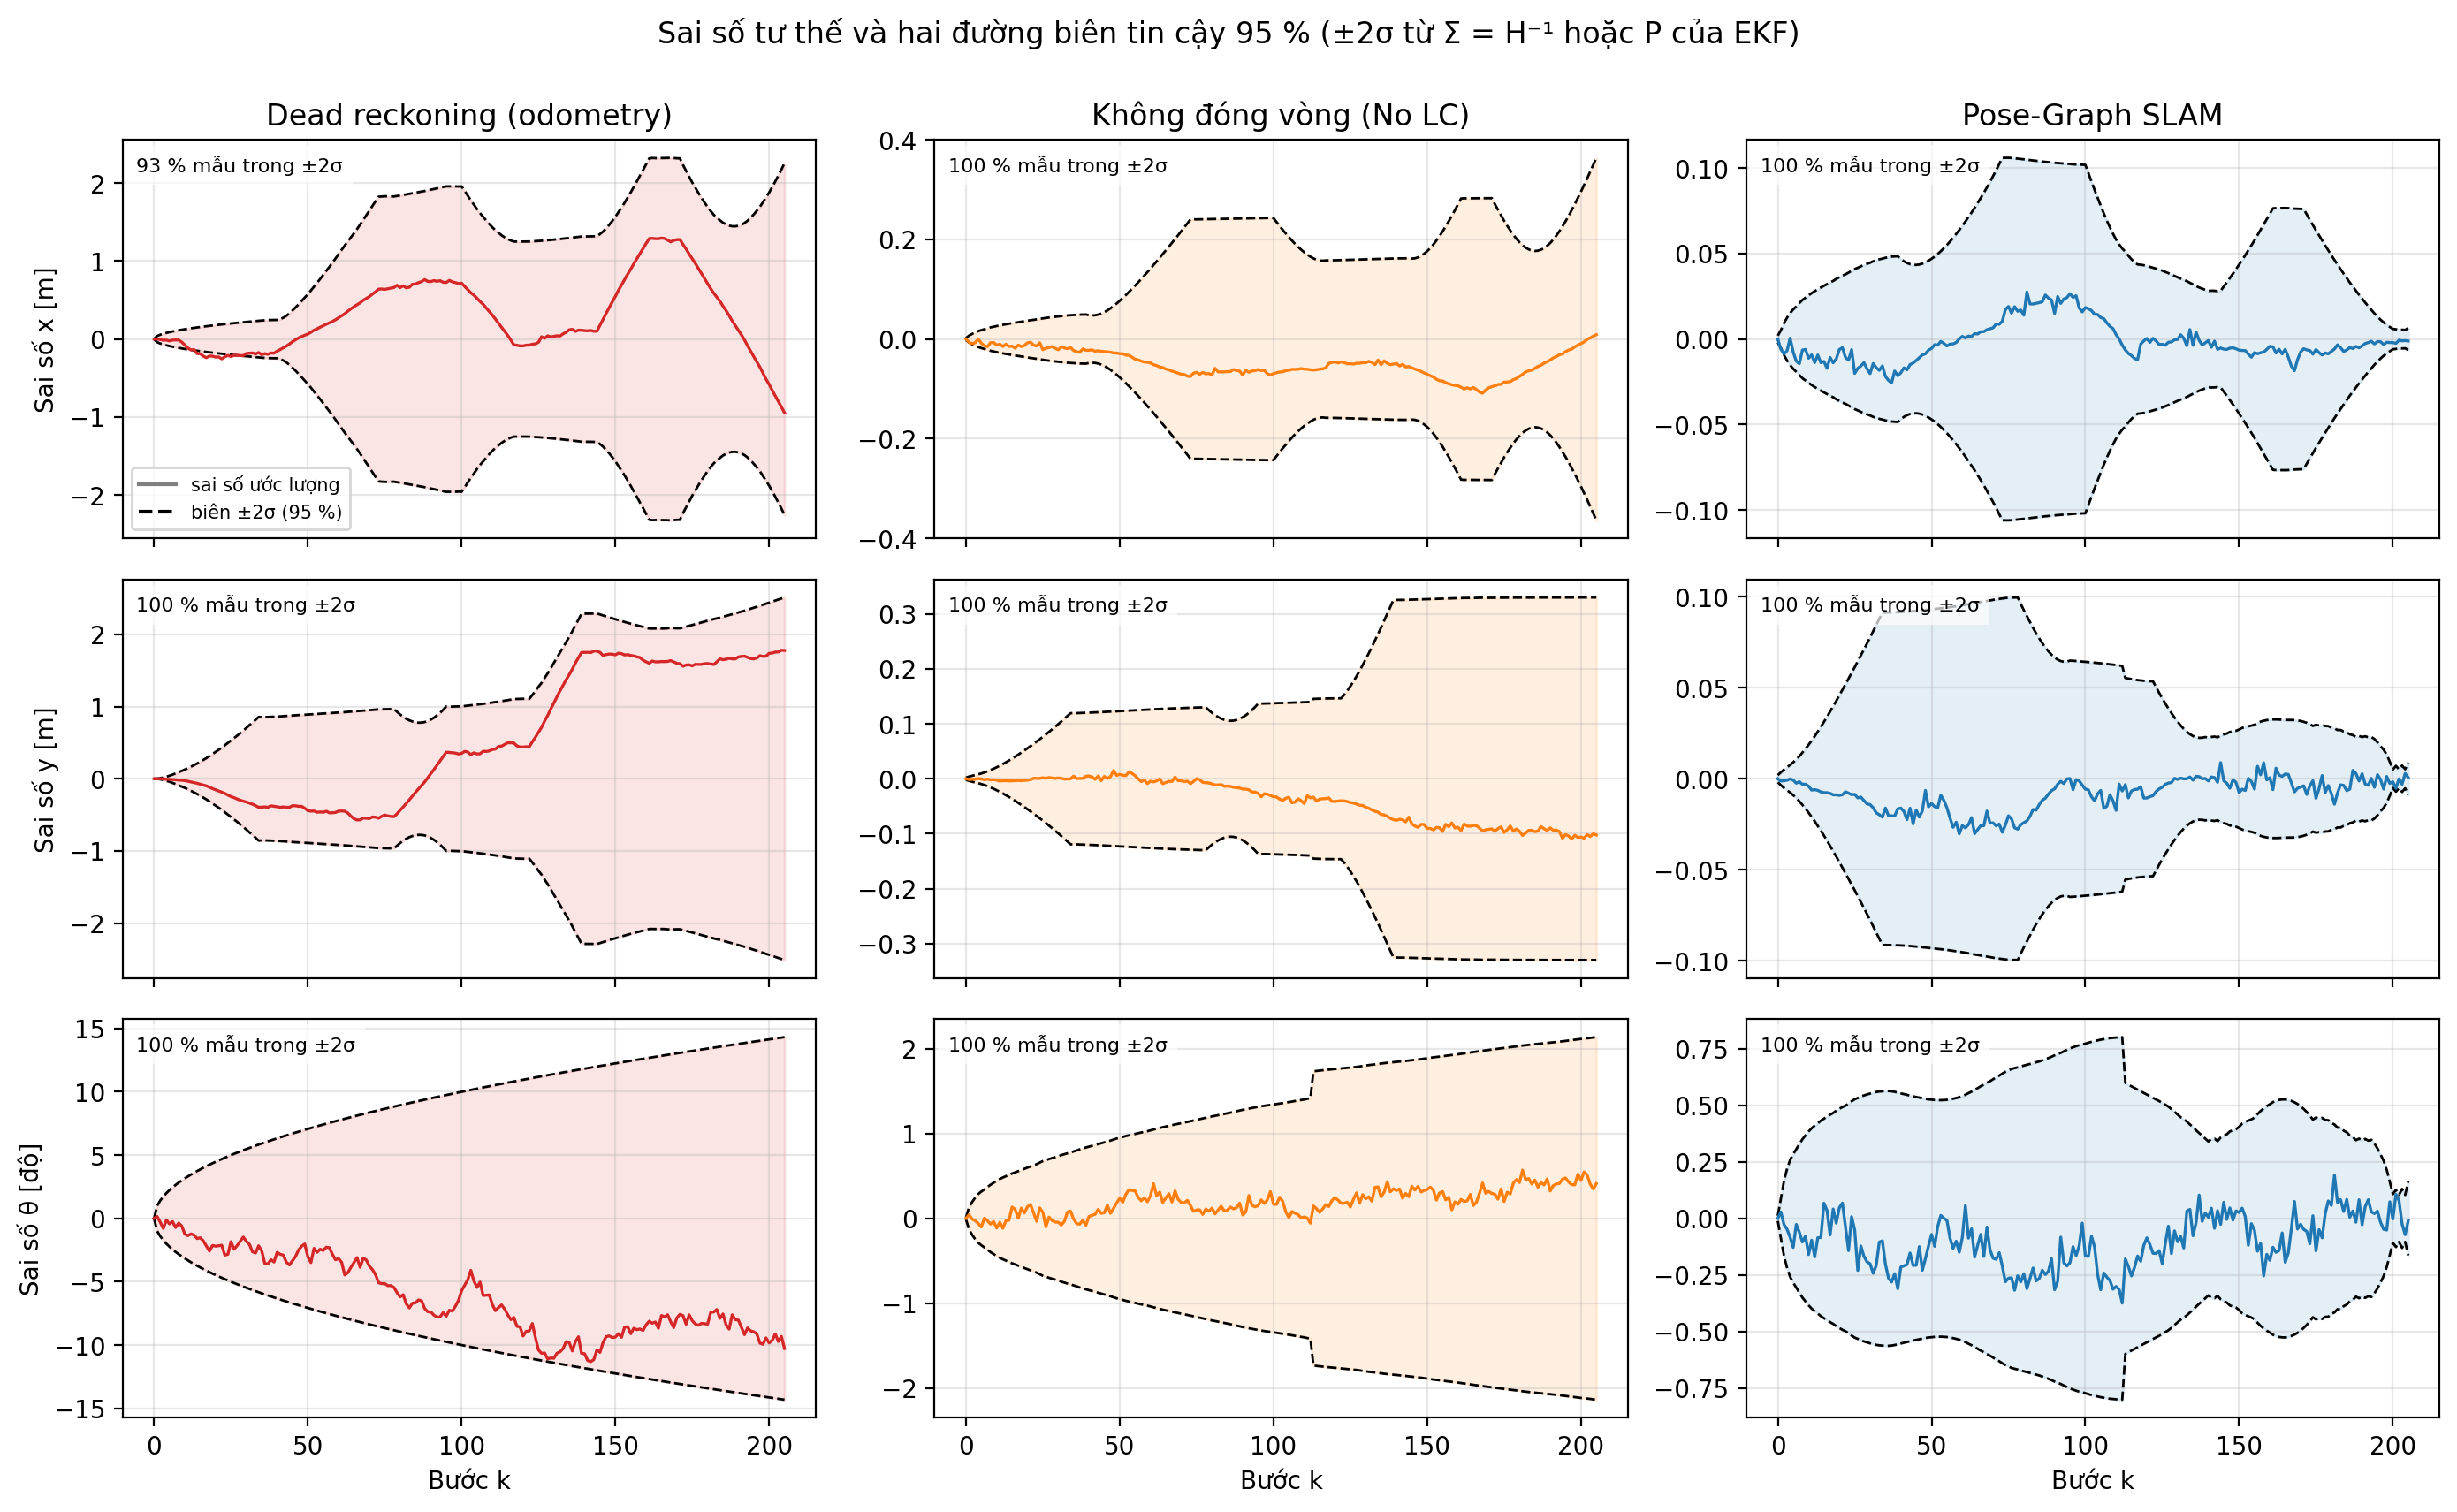 Sai số tư thế và hai đường biên tin cậy 95 % (±2σ từ Σ = H⁻¹ hoặc P của EKF)
Dead reckoning (odometry)
93 % mẫu trong ±2σ
Sai số x [m]
2
1
0
−1
−2
sai số ước lượng
biên ±2σ (95 %)
Không đóng vòng (No LC)
100 % mẫu trong ±2σ
0.4
0.2
0.0
−0.2
−0.4
Pose-Graph SLAM
100 % mẫu trong ±2σ
0.10
0.05
0.00
−0.05
−0.10
100 % mẫu trong ±2σ
Sai số y [m]
2
1
0
−1
−2
100 % mẫu trong ±2σ
0.3
0.2
0.1
0.0
−0.1
−0.2
−0.3
100 % mẫu trong ±2σ
0.10
0.05
0.00
−0.05
−0.10
100 % mẫu trong ±2σ
Sai số θ [độ]
15
10
5
0
−5
−10
−15
0 50 100 150 200
Bước k
100 % mẫu trong ±2σ
2
1
0
−1
−2
0 50 100 150 200
Bước k
100 % mẫu trong ±2σ
0.75
0.50
0.25
0.00
−0.25
−0.50
−0.75
0 50 100 150 200
Bước k